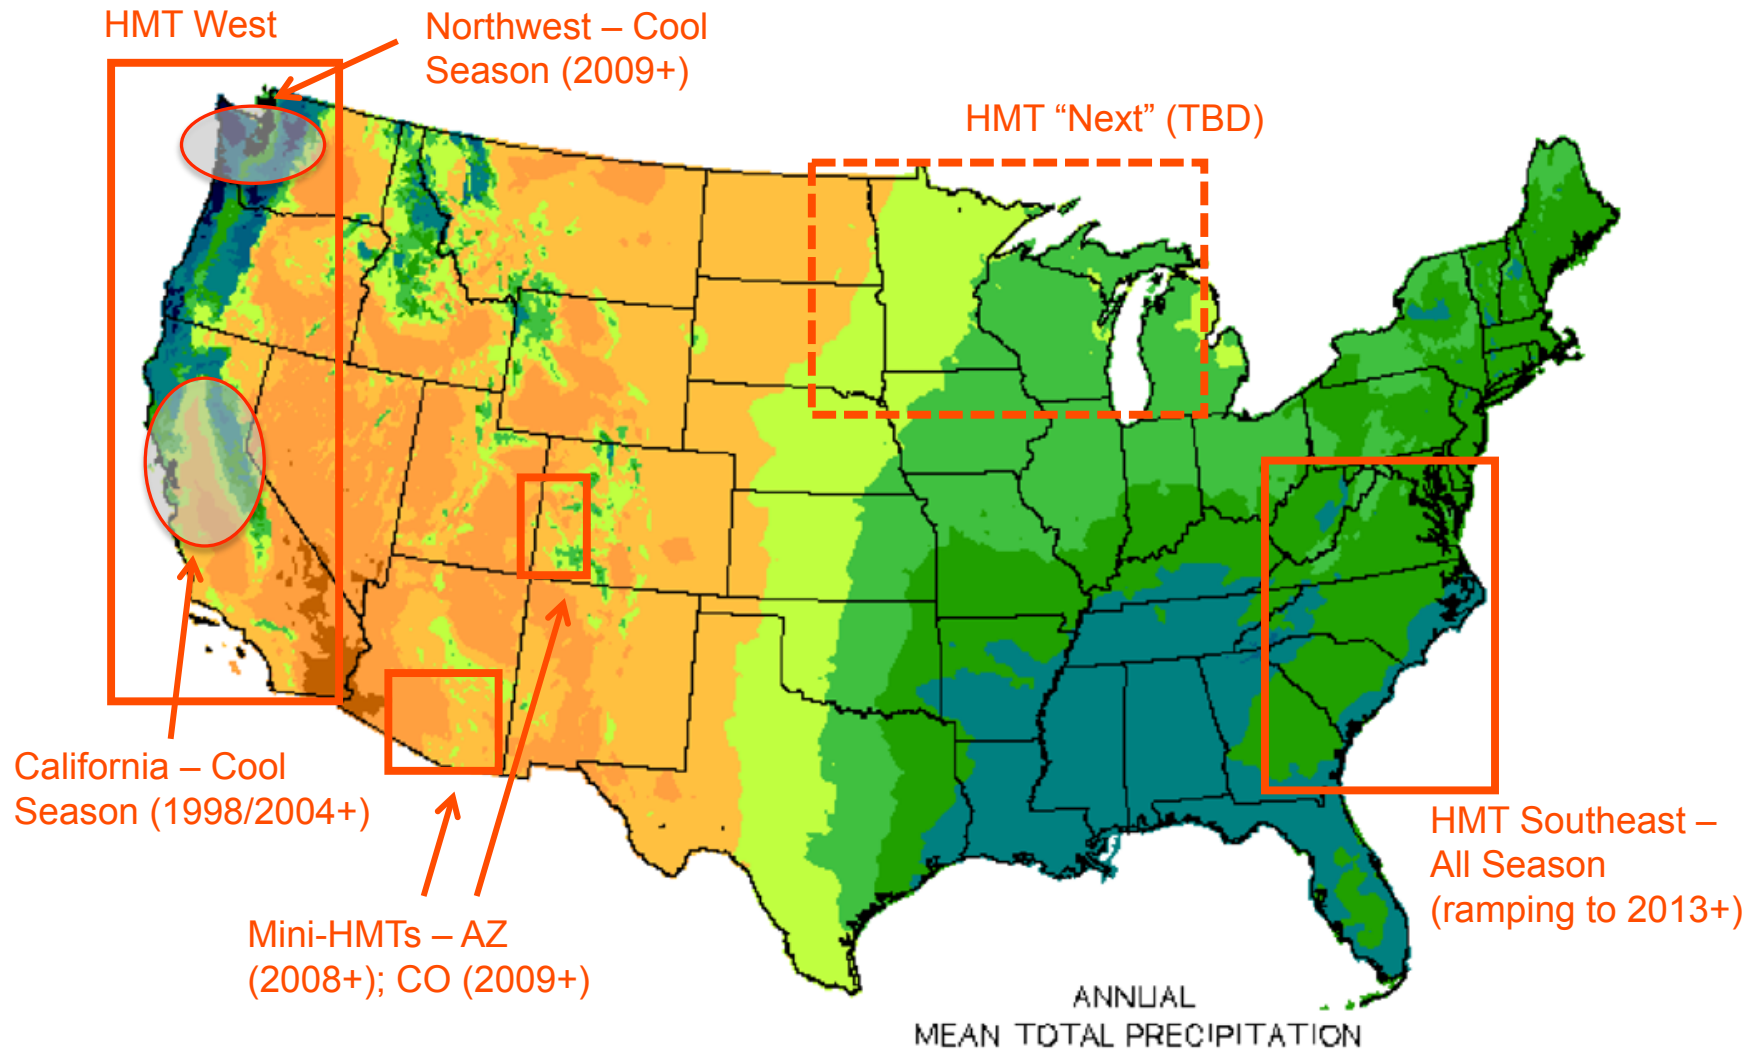 HMT West
Northwest – Cool
Season (2009+)
HMT “Next” (TBD)
California – Cool
Season (1998/2004+)
Mini-HMTs – AZ
(2008+); CO (2009+)
HMT Southeast –
All Season
(ramping to 2013+)
ANNUAL
MEAN TOTAL PRECIPITATION